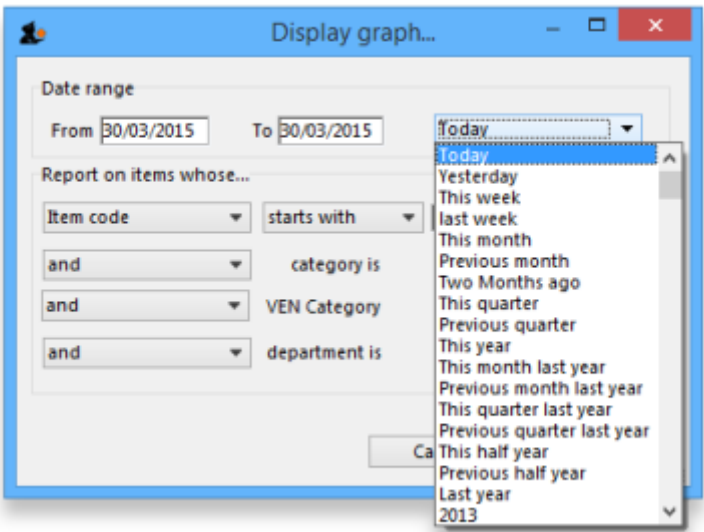 Display graph...
Date range
From 30/03/2015 To 30/03/2015 Today
Report on items whose...
Item code starts with
and category is
and VEN Category
and department is
Ca
Today
Yesterday
This week
last week
This month
Previous month
Two Months ago
This quarter
Previous quarter
This year
This month last year
Previous month last year
This quarter last year
Previous quarter last year
This half year
Previous half year
Last year
2013